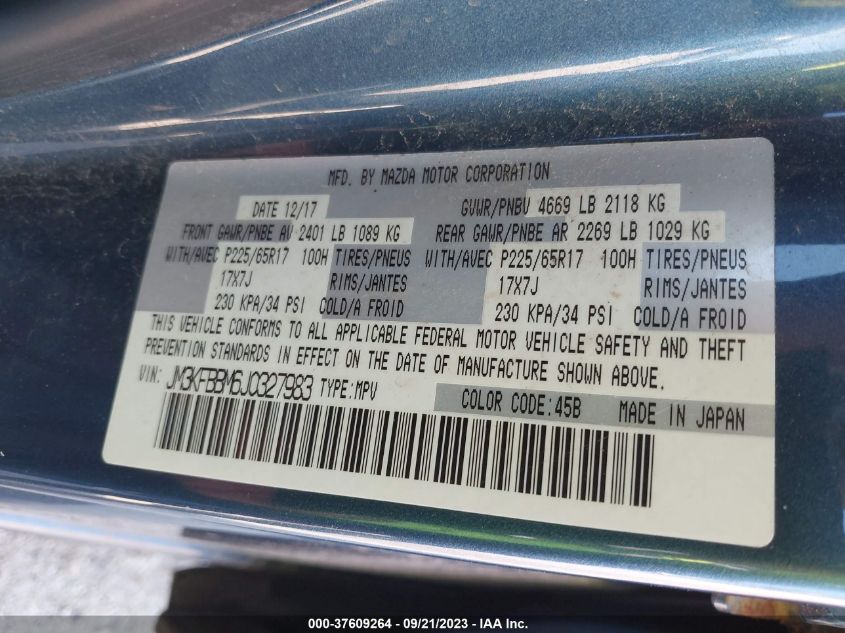 MFD. BY MAZDA MOTOR CORPORATION
DATE 12/17 GVWR/PNBV 4669 LB 2118 KG
FRONT GAWR/PNBE AV 2401 LB 1089 KG REAR GAWR/PNBE AR 2269 LB 1029 KG
WITH/AVEC P225/65R17 100H TIRES/PNEUS WITH/AVEC P225/65R17 100H TIRES/PNEUS
17X7J RIMS/JANTES 17X7J RIMS/JANTES
230 KPA/34 PSI COLD/A FROID 230 KPA/34 PSI COLD/A FROID
THIS VEHICLE CONFORMS TO ALL APPLICABLE FEDERAL MOTOR VEHICLE SAFETY AND THEFT
PREVENTION STANDARDS IN EFFECT ON THE DATE OF MANUFACTURE SHOWN ABOVE.
VIN: JM3KFBBM6J0327983 TYPE:MPV
COLOR CODE:45B MADE IN JAPAN
000-37609264 - 09/21/2023 - IAA Inc.